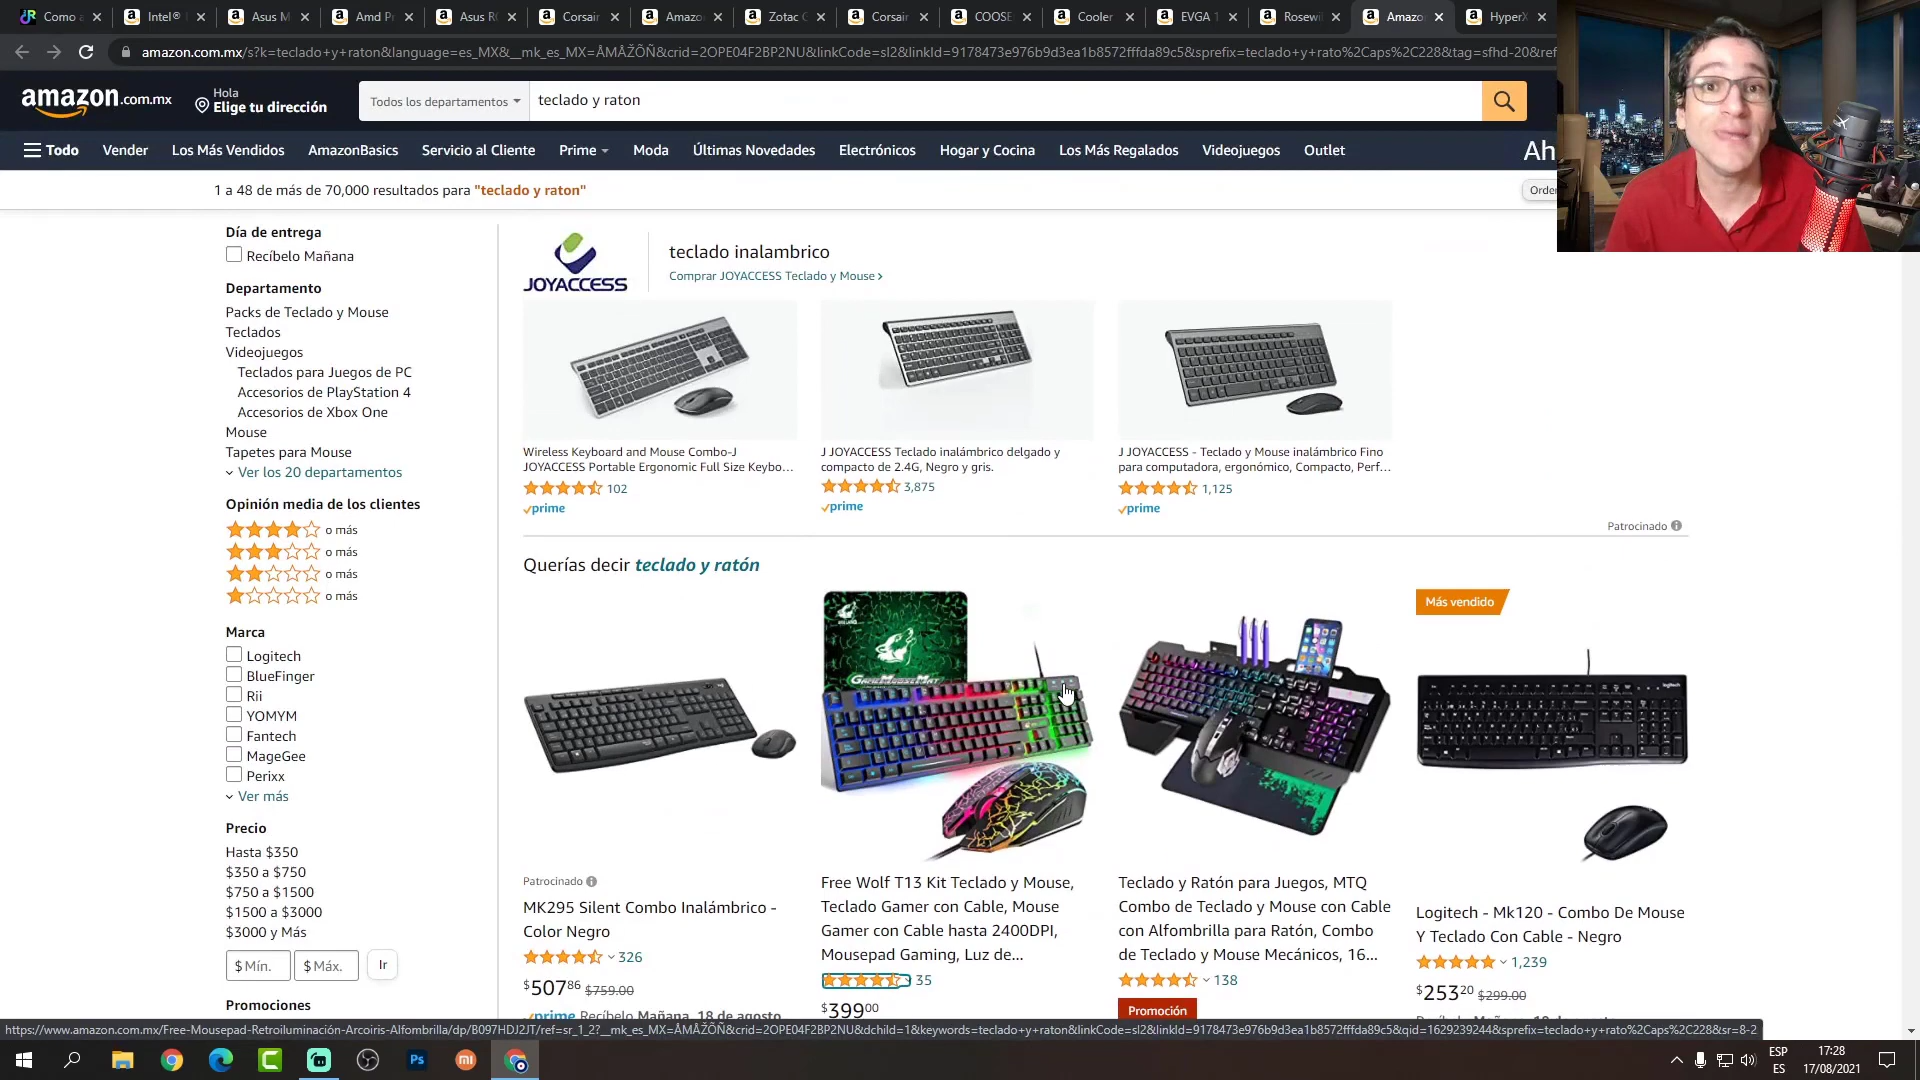 Como a
Intel®
Asus M
Amd Pr
Asus RO
Corsair
Amazo
Zotac G
Corsair
COOSE
Cooler
EVGA 1
Rosewil
Amazo
HyperX
amazon.com.mx/s?k=teclado+y+raton&language=es_MX&__mk_es_MX=ÅMÅŽÕÑ&crid=2OPE04F2BP2NU&linkCode=sl2&linkId=9178473e976b9d3ea1b8572fffda89c5&sprefix=teclado+y+rato%2Caps%2C228&tag=sfhd-20&ref
amazon.com.mx
Hola
Elige tu dirección
Todos los departamentos
teclado y raton
Todo
Vender
Los Más Vendidos
AmazonBasics
Servicio al Cliente
Prime
Moda
Últimas Novedades
Electrónicos
Hogar y Cocina
Los Más Regalados
Videojuegos
Outlet
Ah
1 a 48 de más de 70,000 resultados para "teclado y raton"
Orde
Día de entrega
Recíbelo Mañana
Departamento
Packs de Teclado y Mouse
Teclados
Videojuegos
Teclados para Juegos de PC
Accesorios de PlayStation 4
Accesorios de Xbox One
Mouse
Tapetes para Mouse
Ver los 20 departamentos
Opinión media de los clientes
o más
o más
o más
o más
Marca
Logitech
BlueFinger
Rii
YOMYM
Fantech
MageGee
Perixx
Ver más
Precio
Hasta $350
$350 a $750
$750 a $1500
$1500 a $3000
$3000 y Más
$ Mín.
$ Máx.
Ir
Promociones
JOYACCESS
teclado inalambrico
Comprar JOYACCESS Teclado y Mouse ›
Wireless Keyboard and Mouse Combo-J
JOYACCESS Portable Ergonomic Full Size Keybo...
102
prime
J JOYACCESS Teclado inalámbrico delgado y
compacto de 2.4G, Negro y gris.
3,875
prime
J JOYACCESS - Teclado y Mouse inalámbrico Fino
para computadora, ergonómico, Compacto, Perf...
1,125
prime
Patrocinado
Querías decir teclado y ratón
Más vendido
GAMEMOUSE MAT
logitech
Patrocinado
MK295 Silent Combo Inalámbrico -
Color Negro
326
$507 86 $759.00
prime Recíbelo Mañana, 18 de agosto
Free Wolf T13 Kit Teclado y Mouse,
Teclado Gamer con Cable, Mouse
Gamer con Cable hasta 2400DPI,
Mousepad Gaming, Luz de...
35
$399 00
Teclado y Ratón para Juegos, MTQ
Combo de Teclado y Mouse con Cable
con Alfombrilla para Ratón, Combo
de Teclado y Mouse Mecánicos, 16...
138
Promoción
Logitech - Mk120 - Combo De Mouse
Y Teclado Con Cable - Negro
1,239
$253 20 $299.00
https://www.amazon.com.mx/Free-Mousepad-Retroiluminación-Arcoiris-Alfombrilla/dp/B097HDJ2JT/ref=sr_1_2?__mk_es_MX=ÅMÅŽÕÑ&crid=2OPE04F2BP2NU&dchild=1&keywords=teclado+y+raton&linkCode=sl2&linkId=9178473e976b9d3ea1b8572fffda89c5&qid=1629239244&sprefix=teclado+y+rato%2Caps%2C228&sr=8-2
Ps
mi
ESP
ES
17:28
17/08/2021